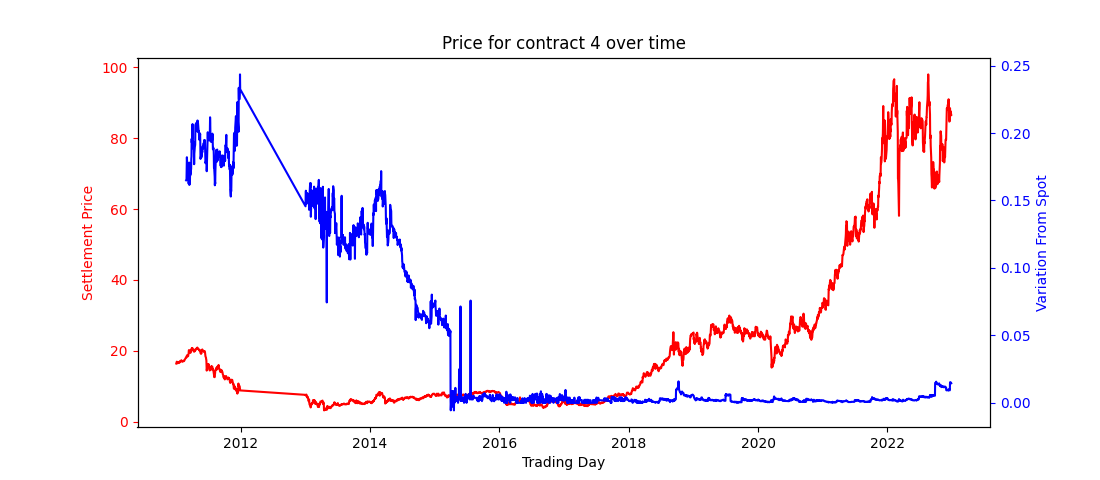 Price for contract 4 over time
Settlement Price
100
80
60
40
20
0
0.25
0.20
0.15
0.10
0.05
0.00
Variation From Spot
2012 2014 2016 2018 2020 2022
Trading Day